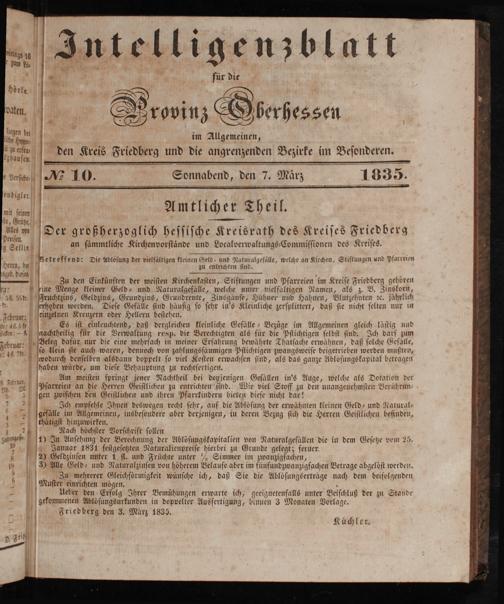 Intelligenzblatt
für die
Provinz Oberhessen
im Allgemeinen,
den Kreis Friedberg und die angrenzenden Bezirke im Besonderen.
№ 10. Sonnabend, den 7. März 1835.
Amtlicher Theil.
Der großherzoglich hessische Kreisrath des Kreises Friedberg
an sämmtliche Kirchenvorstände und Localverwaltungs-Commissionen des Kreises.
Betreffend: Die Ablösung der vielfältigen kleinen Geld- und Naturalgefälle, welche an Kirchen, Stiftungen und Pfarreien
zu entrichten sind.
Zu den Einkünften der meisten Kirchenkasten, Stiftungen und Pfarreien im Kreise Friedberg gehören
eine Menge kleiner Geld- und Naturalgefälle, welche unter vielfältigen Namen, als z. B. Zinskorn,
Fruchtzins, Geldzins, Grundzins, Grundrente, Zinsgänse, Hühner und Hahnen, Blutzehnten rc. jährlich
erhoben werden. Diese Gefälle sind häufig so sehr in's Kleinliche zersplittert, daß sie nicht selten nur in
einzelnen Kreuzern oder Hellern bestehen.
Es ist einleuchtend, daß dergleichen kleinliche Gefälle den Bezüge im Allgemeinen gleich lästig und
nachtheilig für die Verwaltung resp. die Berechtigten als für die Pflichtigen selbst sind. Ich darf zum
Beleg dafür nur die eine mehrfach in meiner Erfahrung bewährte Thatsache erwähnen, daß solche Gefälle,
so klein sie auch waren, dennoch von zahlungssäumigen Pflichtigen zwangsweise beigetrieben werden mußten,
wodurch denselben alsdann doppelt so viel Kosten erwachsen sind, als das ganze Ablösungskapital betragen
haben würde, um diese Behauptung zu rechtfertigen.
Am meisten springt jener Nachtheil bey denjenigen Gefällen in's Auge, welche als Dotation der
Pfarreien an die Herren Geistlichen zu entrichten sind. Wie viel Stoff zu den unangenehmsten Berührun-
gen zwischen den Geistlichen und ihren Pfarrkindern bieten diese nicht dar!
Ich empfehle Ihnen deswegen recht sehr, auf die Ablösung der erwähnten kleinen Geld- und Natural-
gefälle im Allgemeinen, insbesondere aber derjenigen, in deren Bezug sich die Herren Geistlichen befinden,
thätigst hinzuwirken.
Nach höchster Vorschrift sollen
1) In Ansehung der Berechnung der Ablösungskapitalien von Naturalgefällen die in dem Gesetze vom 25.
Januar 1831 festgesetzten Naturalienpreise hierbei zu Grunde gelegt; ferner
2) Geldzinsen unter 1 fl. und Früchte unter Simmer im zwanzigfachen,
3) Alle Geld- und Naturalzinsen von höherem Belaufe aber im fünfundzwanzigfachen Betrage abgelöst werden.
Zu mehrerer Gleichförmigkeit wünsche ich, daß Sie die Ablösungsverträge nach dem beifolgenden
Muster einrichten mögen.
Ueber den Erfolg Ihrer Bemühungen erwarte ich, geeignetenfalls unter Beischluß der zu Stande
gekommenen Ablösungsurkunden in doppelter Ausfertigung, binnen 3 Monaten Vorlage.
Friedberg den 3. März 1835.
Küchler.